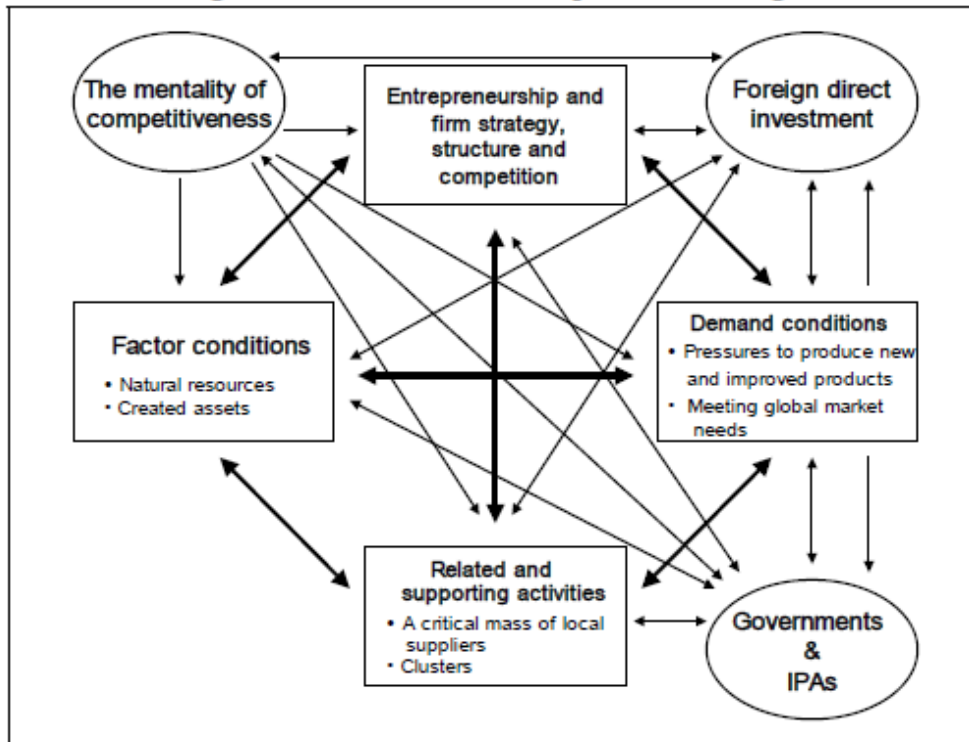 The mentality of
competitiveness
Entrepreneurship and
firm strategy,
structure and
competition
Foreign direct
investment
Factor conditions
• Natural resources
• Created assets
Demand conditions
• Pressures to produce new
and improved products
• Meeting global market
needs
Related and
supporting activities
• A critical mass of local
suppliers
• Clusters
Governments
&
IPAs